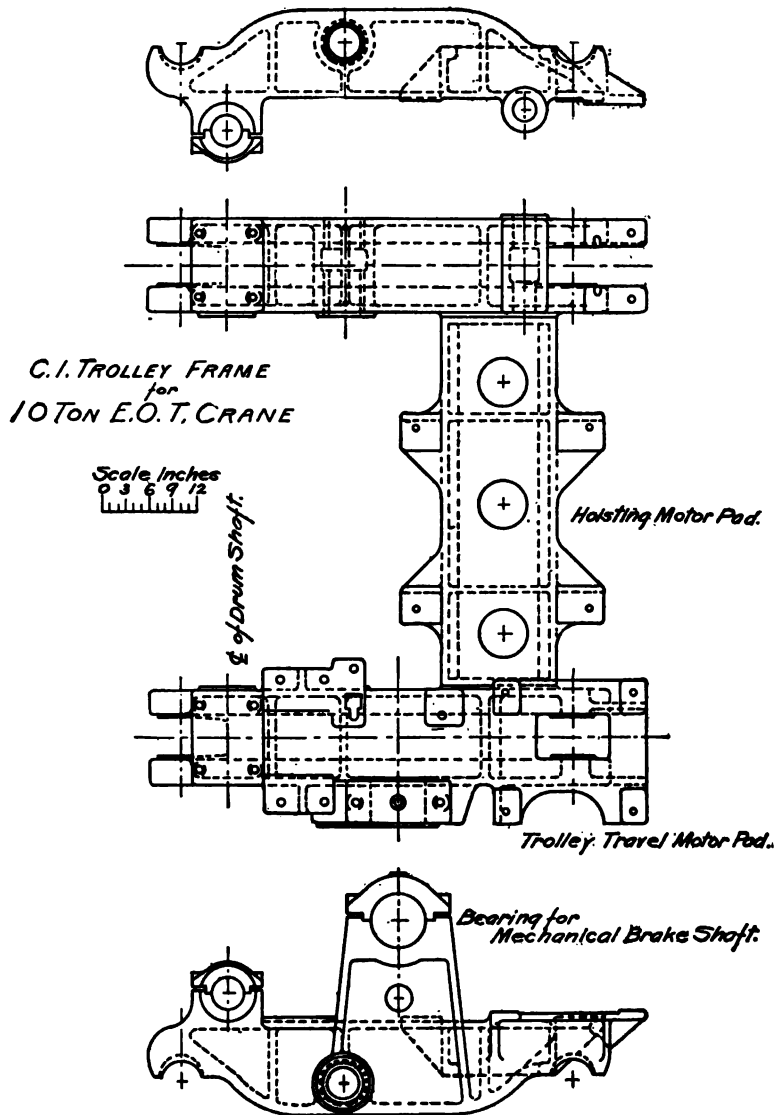 C.I. TROLLEY FRAME
for
10 TON E.O.T. CRANE
Scale Inches
0 3 6 9 12
℄ of Drum Shaft.
Hoisting Motor Pad.
Trolley Travel Motor Pad.
Bearing for
Mechanical Brake Shaft.